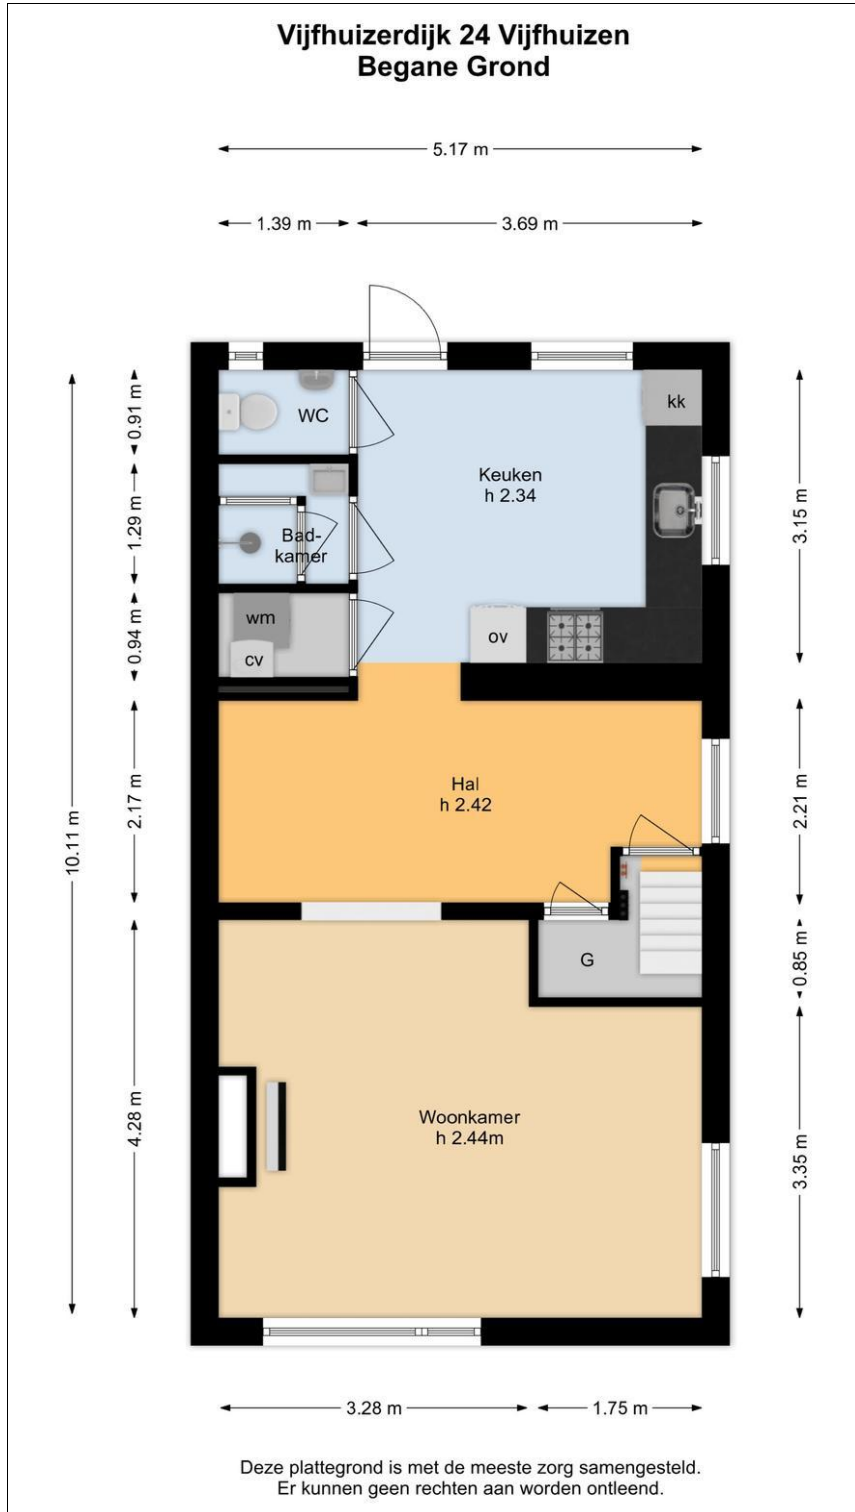 Vijfhuizerdijk 24 Vijfhuizen
Begane Grond
5.17 m
1.39 m
3.69 m
0.91 m
WC
kk
Keuken
h 2.34
3.15 m
1.29 m
Bad-
kamer
0.94 m
wm
cv
ov
10.11 m
2.17 m
Hal
h 2.42
2.21 m
G
0.85 m
4.28 m
Woonkamer
h 2.44m
3.35 m
3.28 m
1.75 m
Deze plattegrond is met de meeste zorg samengesteld.
Er kunnen geen rechten aan worden ontleend.